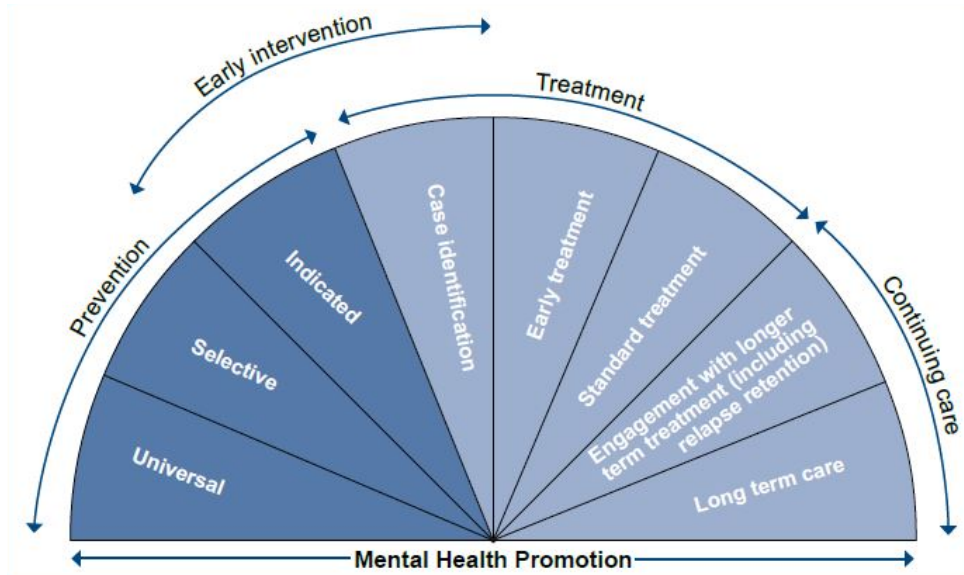 Early intervention
Treatment
Prevention
Continuing care
Universal
Selective
Indicated
Case identification
Early treatment
Standard treatment
Engagement with longer
term treatment (including
relapse retention)
Long term care
Mental Health Promotion